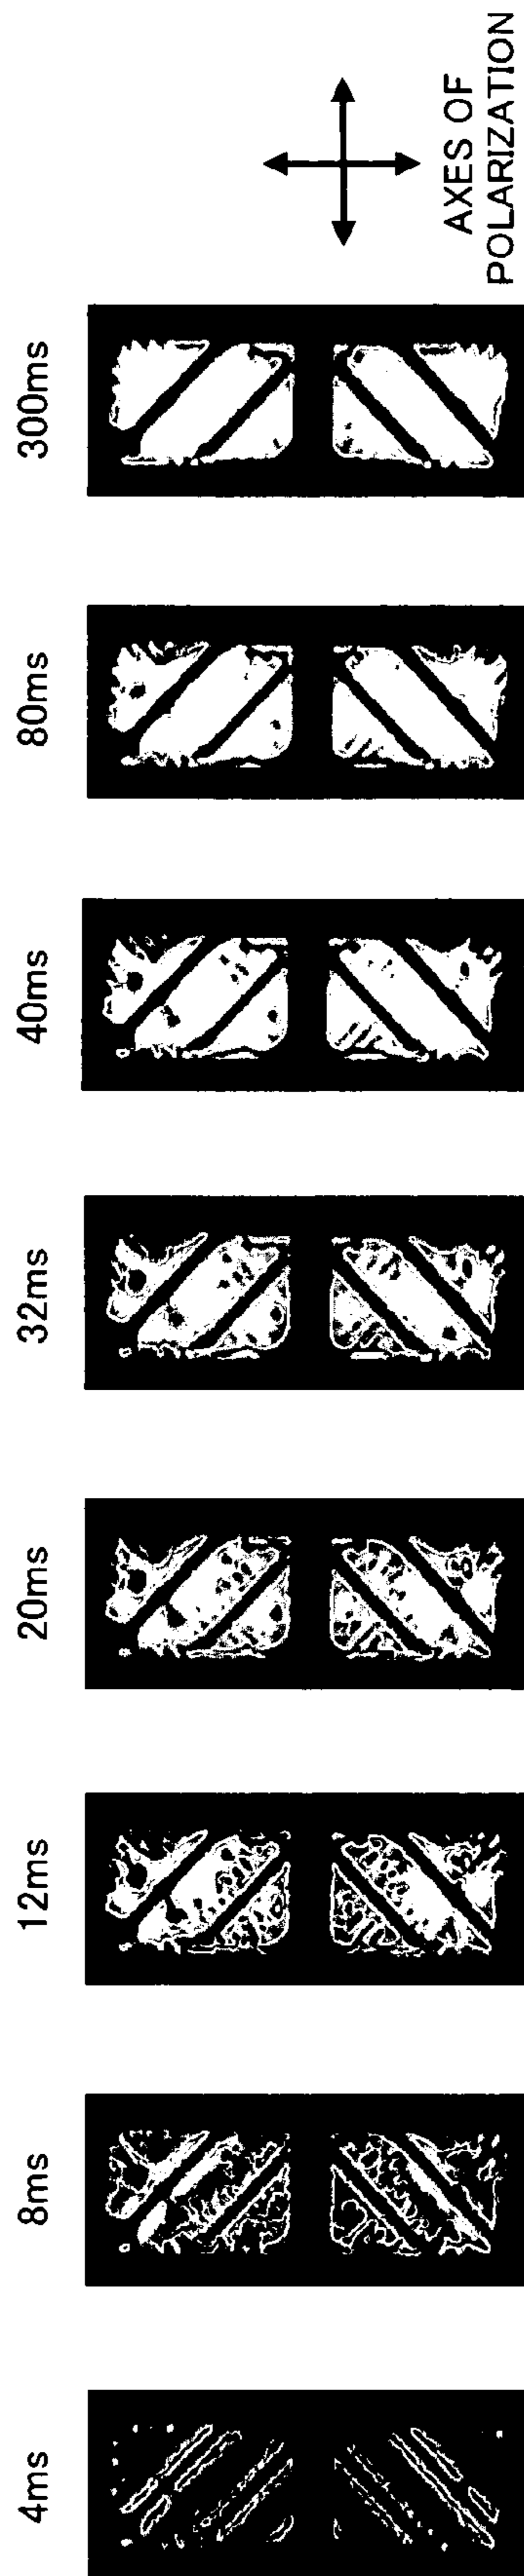 4ms
8ms
12ms
20ms
32ms
40ms
80ms
300ms
AXES OF
POLARIZATION